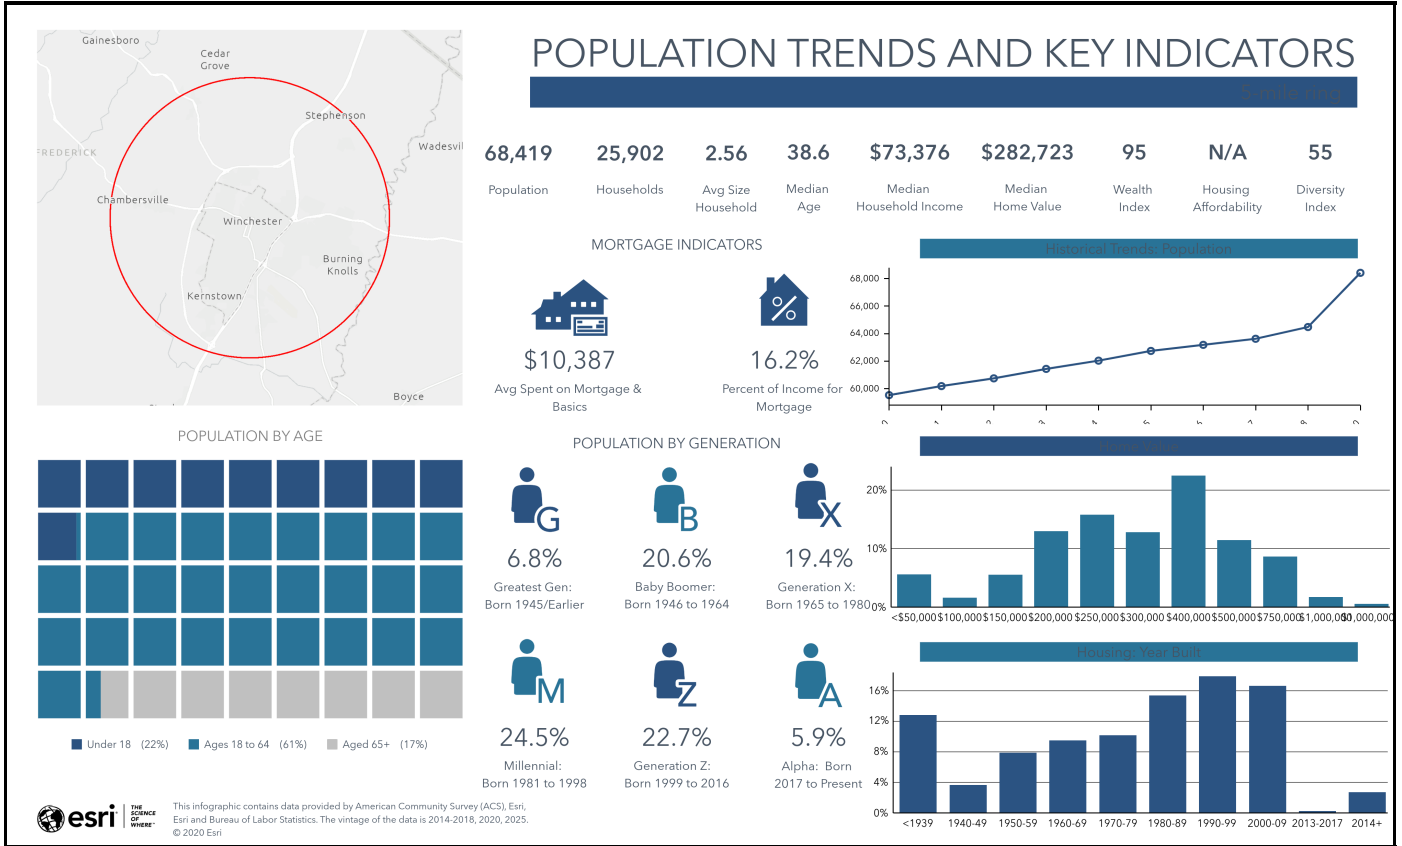 Gainesboro
Cedar
Grove
Stephenson
Wadesvil
FREDERICK
Chambersville
Winchester
Burning
Knolls
Kernstown
Boyce
POPULATION TRENDS AND KEY INDICATORS
5-mile ring
68,419 25,902 2.56 38.6 $73,376 $282,723 95 N/A 55
Population Households Avg Size Median Median Median Wealth Housing Diversity
Household Age Household Income Home Value Index Affordability Index
MORTGAGE INDICATORS
$10,387
Avg Spent on Mortgage &
Basics
16.2%
Percent of Income for
Mortgage
Historical Trends: Population
68,000
66,000
64,000
62,000
60,000
POPULATION BY AGE
Under 18 (22%) Ages 18 to 64 (61%) Aged 65+ (17%)
POPULATION BY GENERATION
G B X
6.8% 20.6% 19.4%
Greatest Gen: Baby Boomer: Generation X:
Born 1945/Earlier Born 1946 to 1964 Born 1965 to 1980
M Z A
24.5% 22.7% 5.9%
Millennial: Generation Z: Alpha: Born
Born 1981 to 1998 Born 1999 to 2016 2017 to Present
20%
10%
0%
<$50,000 $100,000 $150,000 $200,000 $250,000 $300,000 $400,000 $500,000 $750,000 $1,000,000
Housing: Year Built
16%
12%
8%
4%
0%
<1939 1940-49 1950-59 1960-69 1970-79 1980-89 1990-99 2000-09 2013-2017 2014+
esri
THE
SCIENCE
OF
WHERE™
This infographic contains data provided by American Community Survey (ACS), Esri,
Esri and Bureau of Labor Statistics. The vintage of the data is 2014-2018, 2020, 2025.
© 2020 Esri